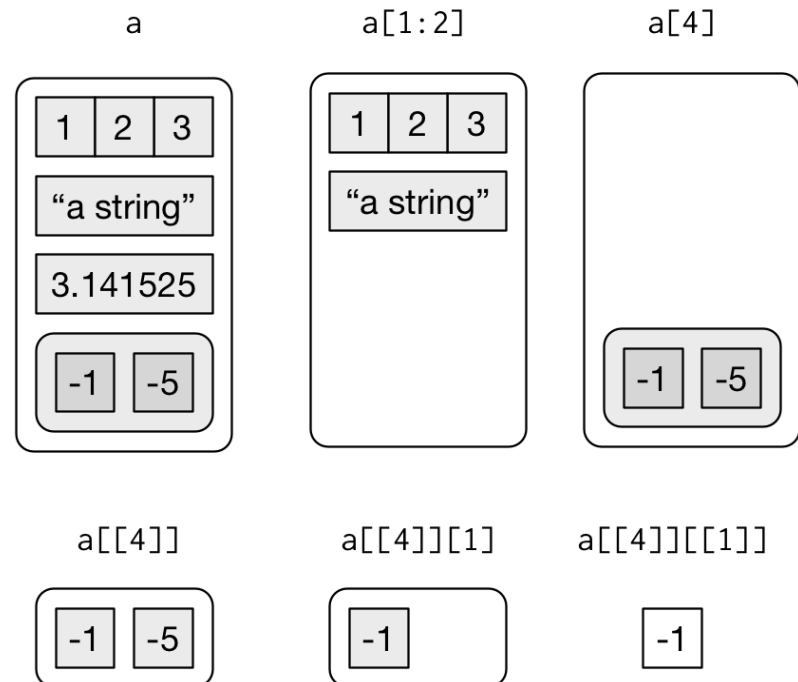 a
a[1:2]
a[4]
1 2 3
“a string”
3.141525
-1 -5
1 2 3
“a string”
-1 -5
a[[4]]
a[[4]][1]
a[[4]][[1]]
-1 -5
-1
-1